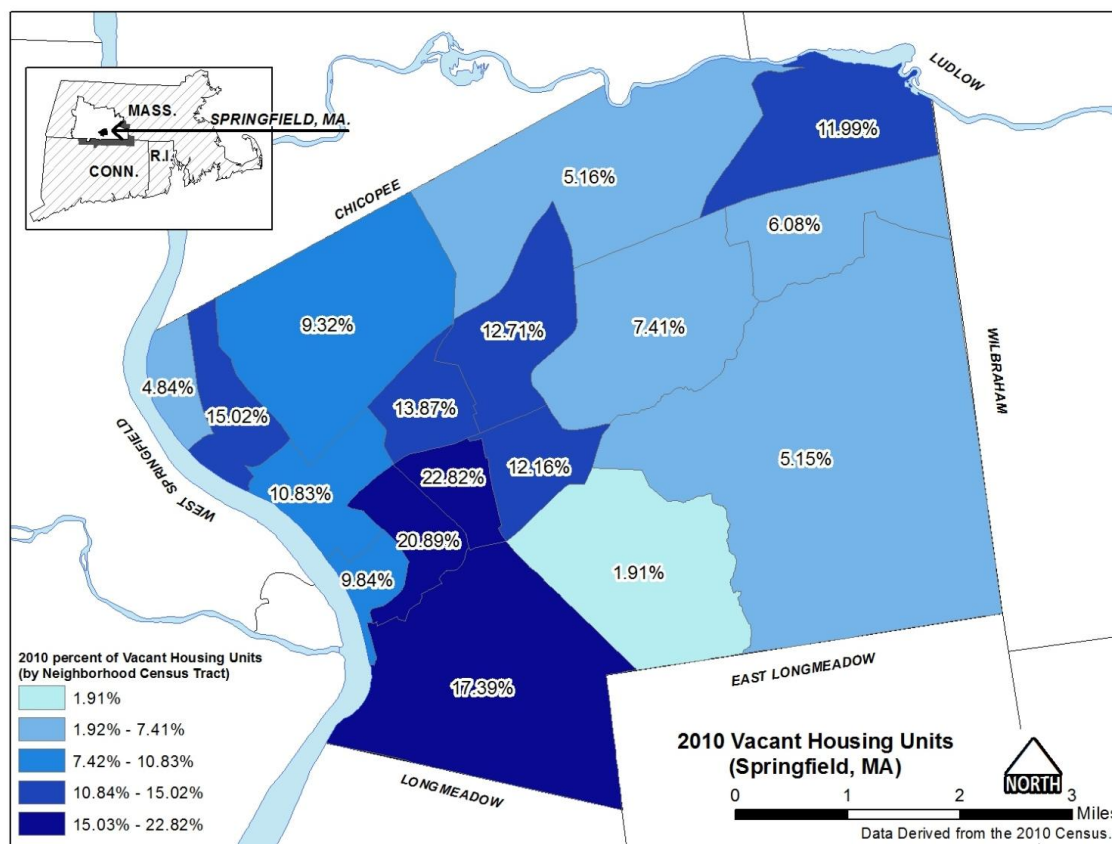 MASS.
SPRINGFIELD, MA.
R.I.
CONN.
LUDLOW
CHICOPEE
11.99%
5.16%
6.08%
9.32%
12.71%
7.41%
WILBRAHAM
4.84%
15.02%
13.87%
WEST SPRINGFIELD
22.82%
12.16%
5.15%
10.83%
20.89%
9.84%
1.91%
17.39%
EAST LONGMEADOW
LONGMEADOW
2010 percent of Vacant Housing Units
(by Neighborhood Census Tract)
1.91%
1.92% - 7.41%
7.42% - 10.83%
10.84% - 15.02%
15.03% - 22.82%
2010 Vacant Housing Units
(Springfield, MA)
NORTH
0 1 2 3
Miles
Data Derived from the 2010 Census.